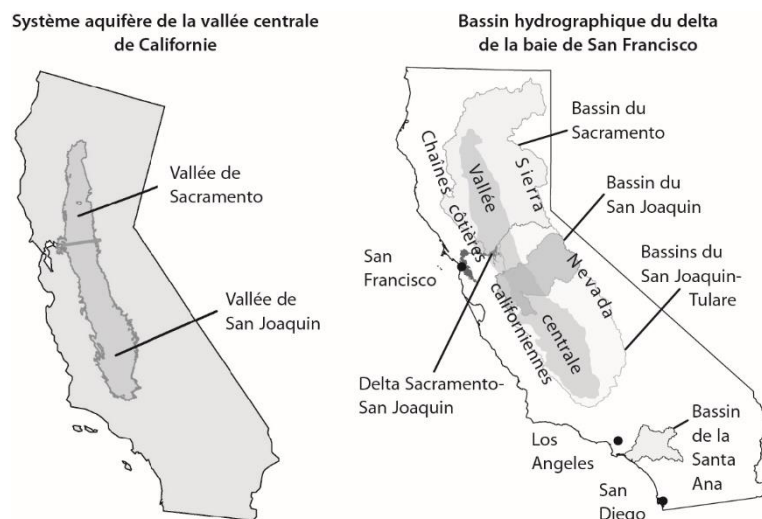 Système aquifère de la vallée centrale
de Californie
Vallée de
Sacramento
Vallée de
San Joaquin
Bassin hydrographique du delta
de la baie de San Francisco
Bassin du
Sacramento
Chaînes côtières
californiennes
Vallée
centrale
Sierra
Nevada
Bassin du
San Joaquin
San
Francisco
Bassins du
San Joaquin-
Tulare
Delta Sacramento-
San Joaquin
Los
Angeles
Bassin
de la
Santa
Ana
San
Diego